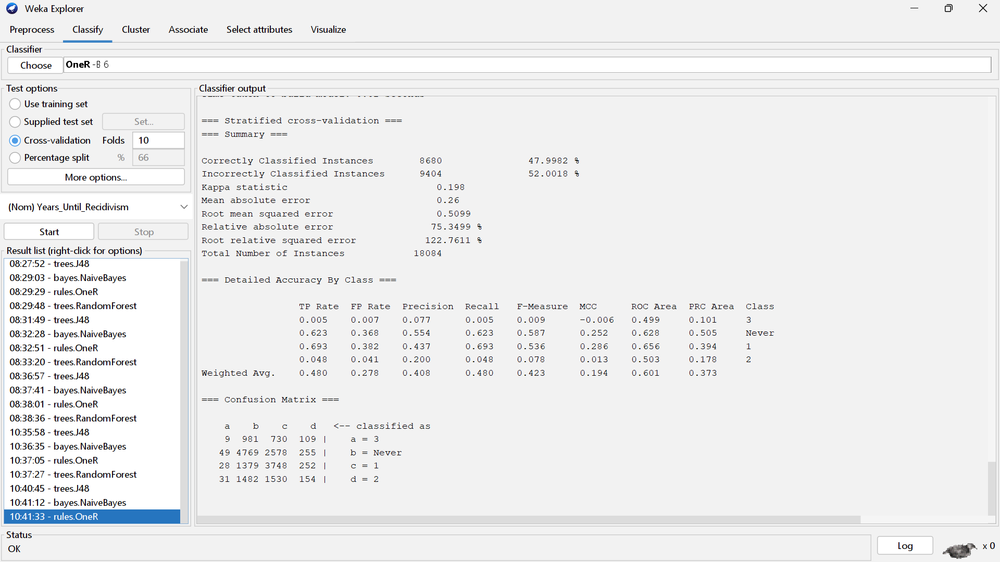 Weka Explorer
Preprocess Classify Cluster Associate Select attributes Visualize
Classifier
Choose OneR -B 6
Test options
Use training set
Supplied test set Set...
Cross-validation Folds 10
Percentage split % 66
More options...
(Nom) Years_Until_Recidivism
Start Stop
Result list (right-click for options)
08:27:52 - trees.J48
08:29:03 - bayes.NaiveBayes
08:29:29 - rules.OneR
08:29:48 - trees.RandomForest
08:31:49 - trees.J48
08:32:28 - bayes.NaiveBayes
08:32:51 - rules.OneR
08:33:20 - trees.RandomForest
08:36:57 - trees.J48
08:37:41 - bayes.NaiveBayes
08:38:01 - rules.OneR
08:38:36 - trees.RandomForest
10:35:58 - trees.J48
10:36:35 - bayes.NaiveBayes
10:37:05 - rules.OneR
10:37:27 - trees.RandomForest
10:40:45 - trees.J48
10:41:12 - bayes.NaiveBayes
10:41:33 - rules.OneR
Classifier output
=== Stratified cross-validation ===
=== Summary ===
Correctly Classified Instances 8680 47.9982 %
Incorrectly Classified Instances 9404 52.0018 %
Kappa statistic 0.198
Mean absolute error 0.26
Root mean squared error 0.5099
Relative absolute error 75.3499 %
Root relative squared error 122.7611 %
Total Number of Instances 18084
=== Detailed Accuracy By Class ===
TP Rate FP Rate Precision Recall F-Measure MCC ROC Area PRC Area Class
0.005 0.007 0.077 0.005 0.009 -0.006 0.499 0.101 3
0.623 0.368 0.554 0.623 0.587 0.252 0.628 0.505 Never
0.693 0.382 0.437 0.693 0.536 0.286 0.656 0.394 1
0.048 0.041 0.200 0.048 0.078 0.013 0.503 0.178 2
Weighted Avg. 0.480 0.278 0.408 0.480 0.423 0.194 0.601 0.373
=== Confusion Matrix ===
a b c d <-- classified as
9 981 730 109 | a = 3
49 4769 2578 255 | b = Never
28 1379 3748 252 | c = 1
31 1482 1530 154 | d = 2
Status
OK
Log x 0